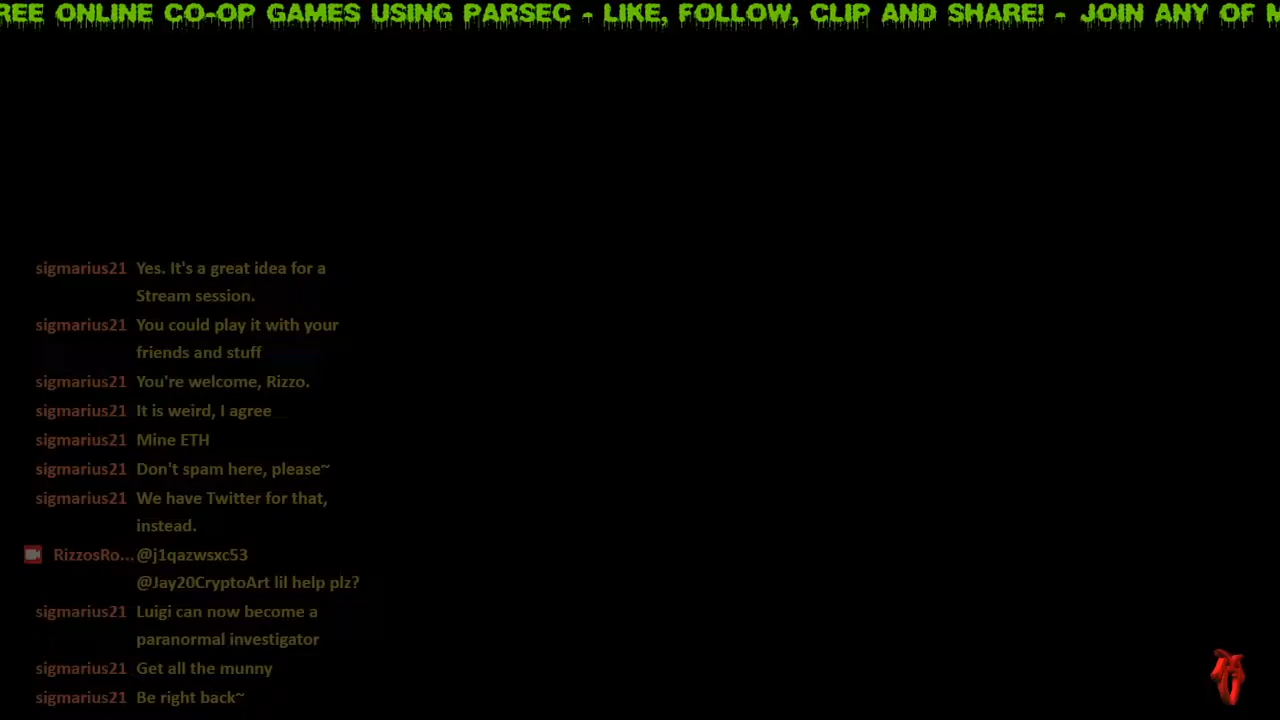 REE ONLINE CO-OP GAMES USING PARSEC - LIKE, FOLLOW, CLIP AND SHARE! - JOIN ANY OF M
sigmarius21 Yes. It's a great idea for a
Stream session.
sigmarius21 You could play it with your
friends and stuff
sigmarius21 You're welcome, Rizzo.
sigmarius21 It is weird, I agree
sigmarius21 Mine ETH
sigmarius21 Don't spam here, please~
sigmarius21 We have Twitter for that,
instead.
RizzosRo... @j1qazwsxc53
@Jay20CryptoArt lil help plz?
sigmarius21 Luigi can now become a
paranormal investigator
sigmarius21 Get all the munny
sigmarius21 Be right back~